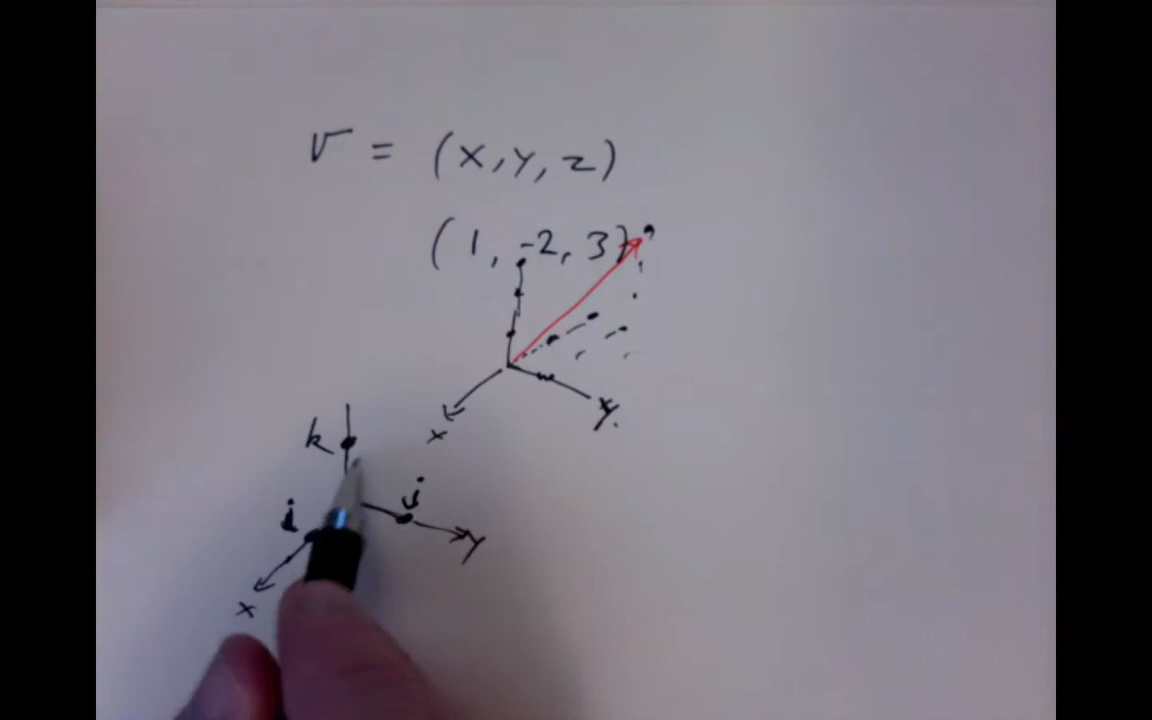 v = (x, y, z)
(1, -2, 3)
x
y.
k
i
j
y
x